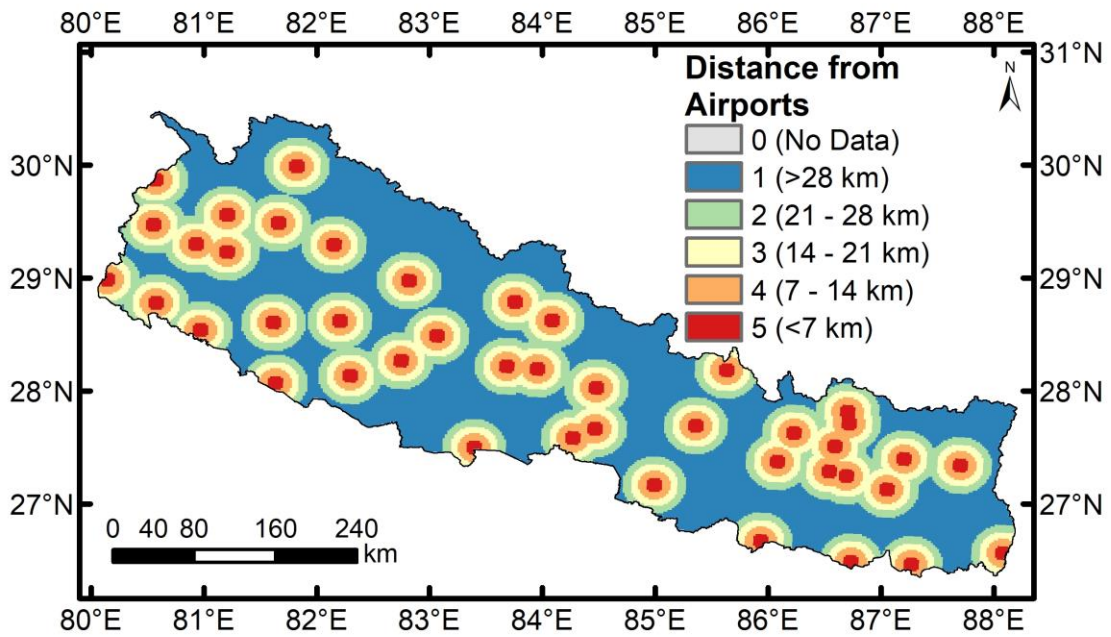 80°E 81°E 82°E 83°E 84°E 85°E 86°E 87°E 88°E
31°N
Distance from
Airports
N
0 (No Data)
30°N 1 (>28 km) 30°N
2 (21 - 28 km)
3 (14 - 21 km)
29°N 4 (7 - 14 km) 29°N
5 (<7 km)
28°N 28°N
27°N 27°N
0 40 80 160 240
km
80°E 81°E 82°E 83°E 84°E 85°E 86°E 87°E 88°E